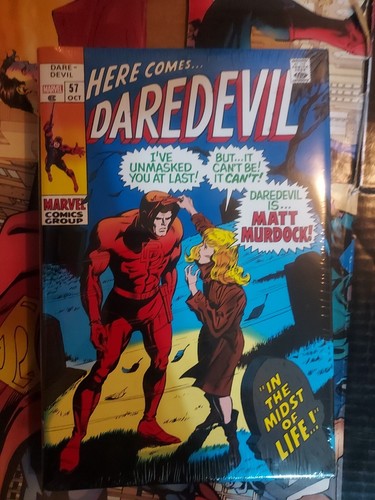 DARE-
DEVIL
MARVEL
57
OCT
HERE COMES...
DAREDEVIL
MARVEL
COMICS
GROUP
I'VE
UNMASKED
YOU AT LAST!
BUT...IT
CAN'T BE!
IT CAN'T!
DAREDEVIL
IS...
MATT
MURDOCK!
"IN
THE
MIDST
OF
LIFE!..."